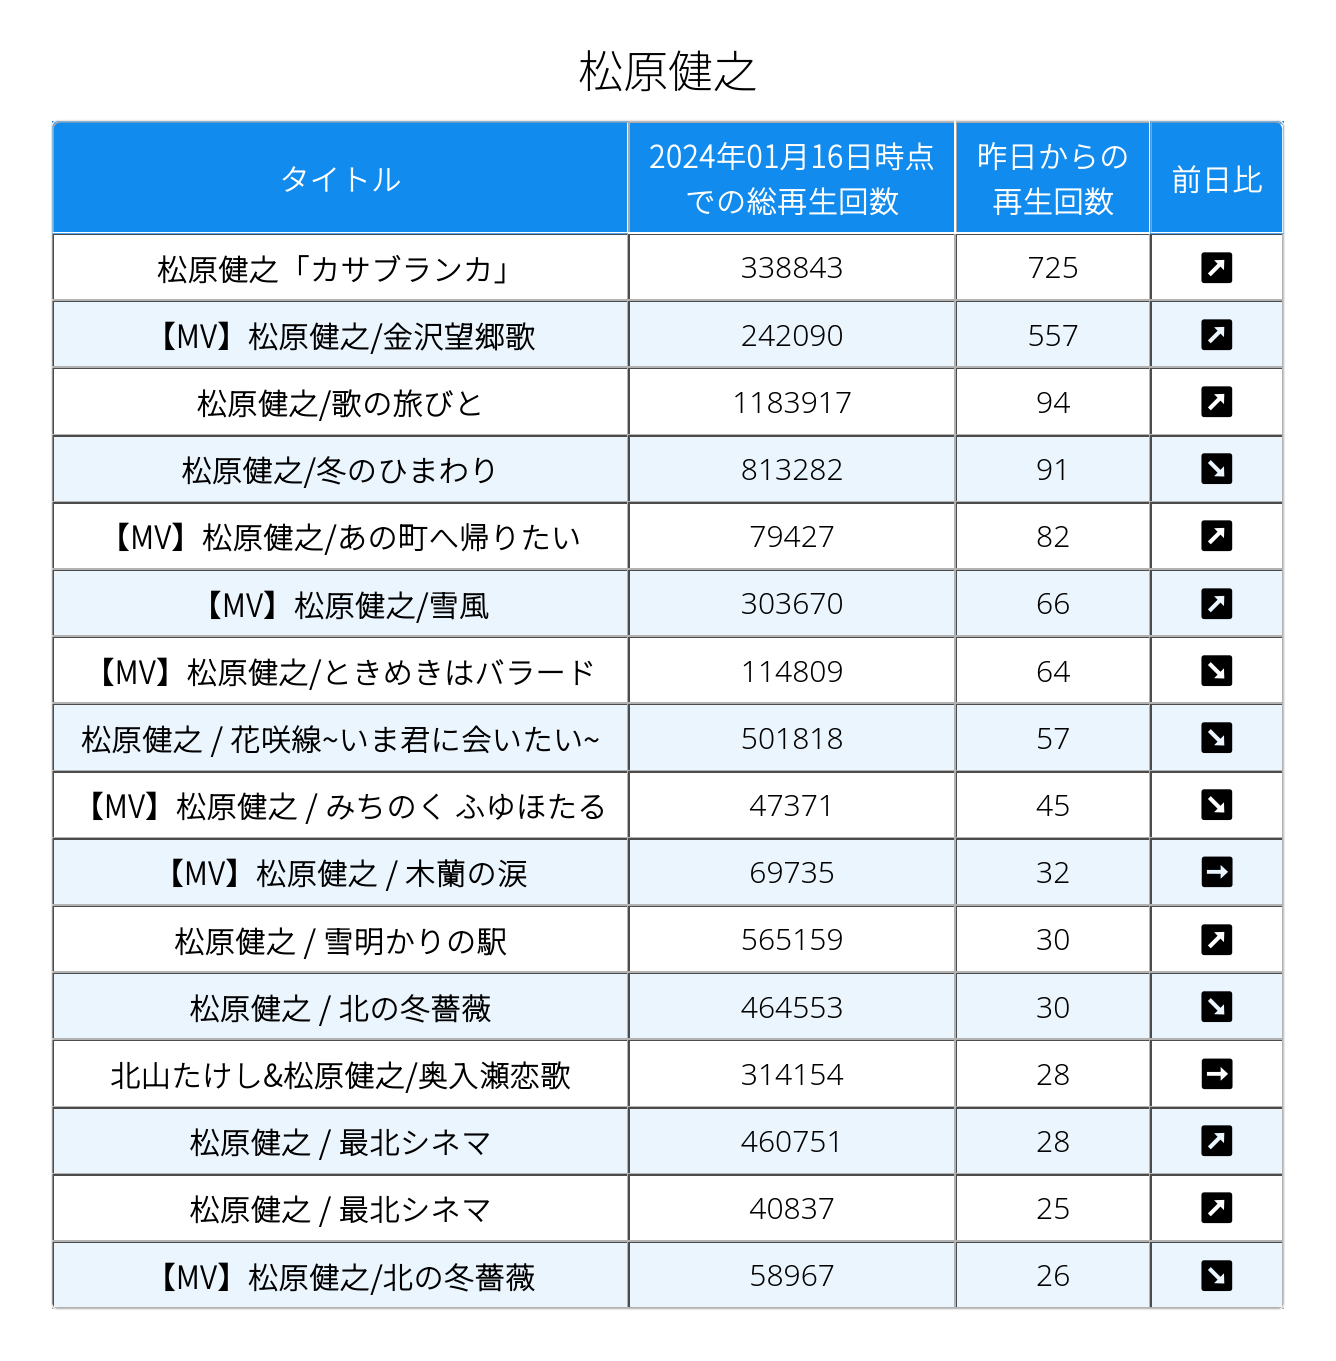 松原健之
タイトル
2024年01月16日時点
での総再生回数
昨日からの
再生回数
前日比
松原健之「カサブランカ」 338843 725
【MV】松原健之/金沢望郷歌 242090 557
松原健之/歌の旅びと 1183917 94
松原健之/冬のひまわり 813282 91
【MV】松原健之/あの町へ帰りたい 79427 82
【MV】松原健之/雪風 303670 66
【MV】松原健之/ときめきはバラード 114809 64
松原健之 / 花咲線~いま君に会いたい~ 501818 57
【MV】松原健之 / みちのく ふゆほたる 47371 45
【MV】松原健之 / 木蘭の涙 69735 32
松原健之 / 雪明かりの駅 565159 30
松原健之 / 北の冬薔薇 464553 30
北山たけし&松原健之/奥入瀬恋歌 314154 28
松原健之 / 最北シネマ 460751 28
松原健之 / 最北シネマ 40837 25
【MV】松原健之/北の冬薔薇 58967 26